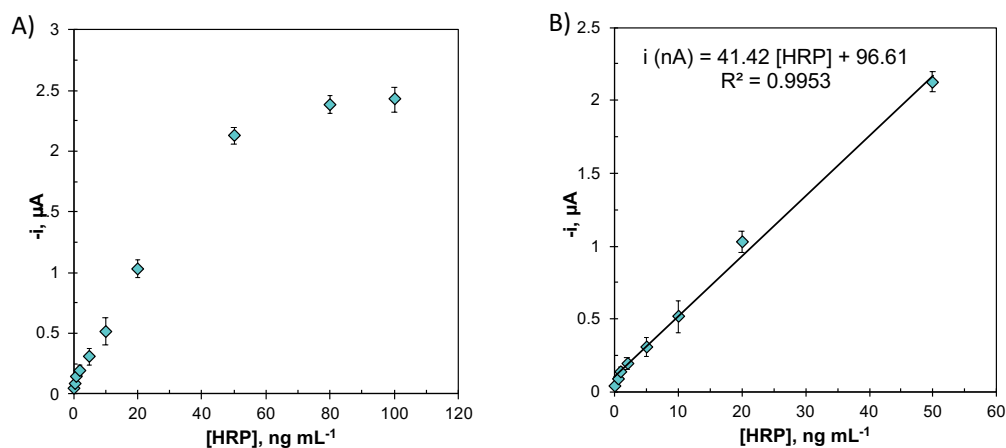 A)
3
2.5
2
1.5
1
0.5
0
-i, µA
0 20 40 60 80 100 120
[HRP], ng mL-1
B)
2.5
2
1.5
1
0.5
0
-i, µA
i (nA) = 41.42 [HRP] + 96.61
R² = 0.9953
0 10 20 30 40 50 60
[HRP], ng mL-1